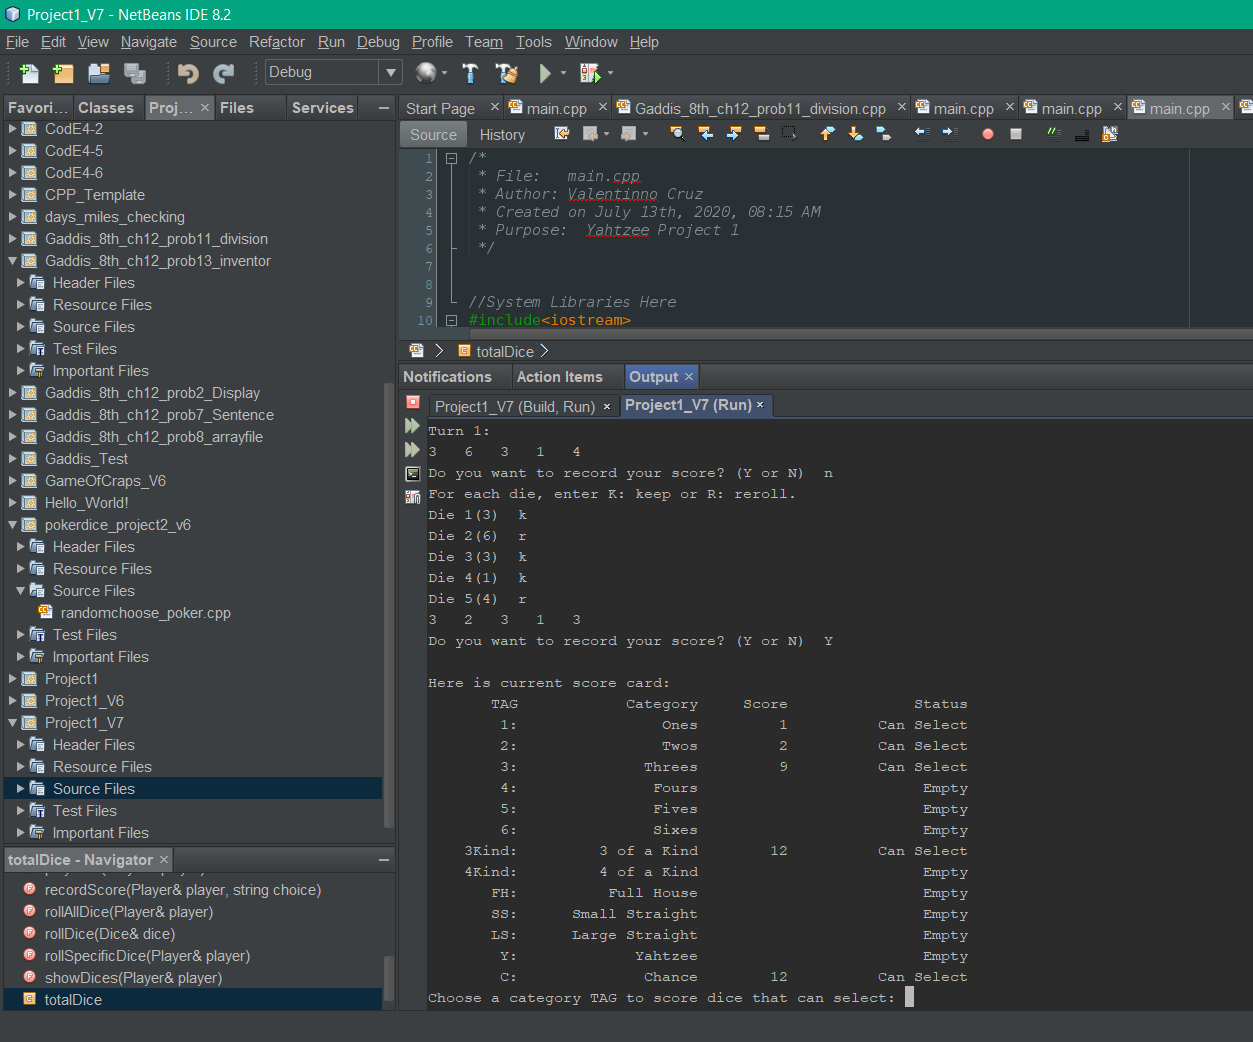 Project1_V7 - NetBeans IDE 8.2
File Edit View Navigate Source Refactor Run Debug Profile Team Tools Window Help
Debug
Favori... Classes Proj... × Files Services
CodE4-2
CodE4-5
CodE4-6
CPP_Template
days_miles_checking
Gaddis_8th_ch12_prob11_division
Gaddis_8th_ch12_prob13_inventor
Header Files
Resource Files
Source Files
Test Files
Important Files
Gaddis_8th_ch12_prob2_Display
Gaddis_8th_ch12_prob7_Sentence
Gaddis_8th_ch12_prob8_arrayfile
Gaddis_Test
GameOfCraps_V6
Hello_World!
pokerdice_project2_v6
Header Files
Resource Files
Source Files
randomchoose_poker.cpp
Test Files
Important Files
Project1
Project1_V6
Project1_V7
Header Files
Resource Files
Source Files
Test Files
Important Files
totalDice - Navigator ×
recordScore(Player& player, string choice)
rollAllDice(Player& player)
rollDice(Dice& dice)
rollSpecificDice(Player& player)
showDices(Player& player)
totalDice
Start Page × main.cpp × Gaddis_8th_ch12_prob11_division.cpp × main.cpp × main.cpp × main.cpp ×
Source History
1 /*
2 * File:   main.cpp
3 * Author: Valentinno Cruz
4 * Created on July 13th, 2020, 08:15 AM
5 * Purpose:  Yahtzee Project 1
6 */
7
8
9 //System Libraries Here
10 #include<iostream>
totalDice
Notifications Action Items Output ×
Project1_V7 (Build, Run) × Project1_V7 (Run) ×
Turn 1:
3   6   3   1   4
Do you want to record your score? (Y or N)  n
For each die, enter K: keep or R: reroll.
Die 1(3)  k
Die 2(6)  r
Die 3(3)  k
Die 4(1)  k
Die 5(4)  r
3   2   3   1   3
Do you want to record your score? (Y or N)  Y
Here is current score card:
TAG Category Score Status
1: Ones 1 Can Select
2: Twos 2 Can Select
3: Threes 9 Can Select
4: Fours Empty
5: Fives Empty
6: Sixes Empty
3Kind: 3 of a Kind 12 Can Select
4Kind: 4 of a Kind Empty
FH: Full House Empty
SS: Small Straight Empty
LS: Large Straight Empty
Y: Yahtzee Empty
C: Chance 12 Can Select
Choose a category TAG to score dice that can select: